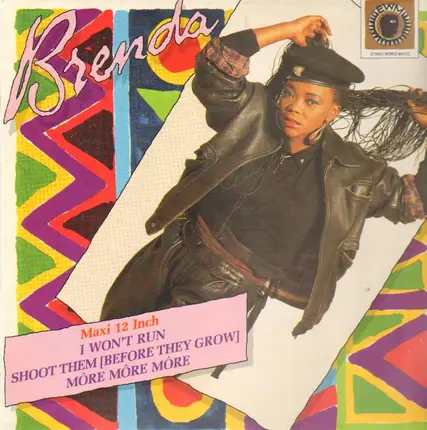 Brenda
EWM
ETHNIC WORLD MUSIC
Maxi 12 Inch
I WON'T RUN
SHOOT THEM [BEFORE THEY GROW]
MÔRE MÔRE MÔRE